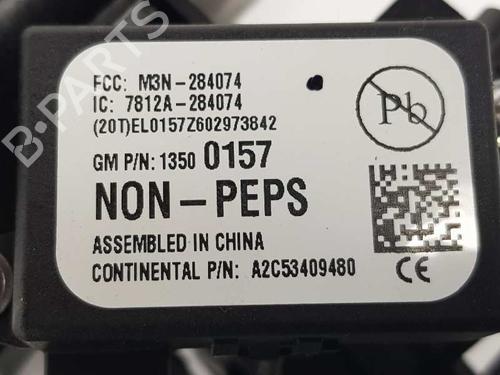 FCC: M3N-284074
IC: 7812A-284074
(20T)EL0157Z602973842
GM P/N: 1350 0157
NON-PEPS
ASSEMBLED IN CHINA
CONTINENTAL P/N: A2C53409480
Pb
CE
B-Parts